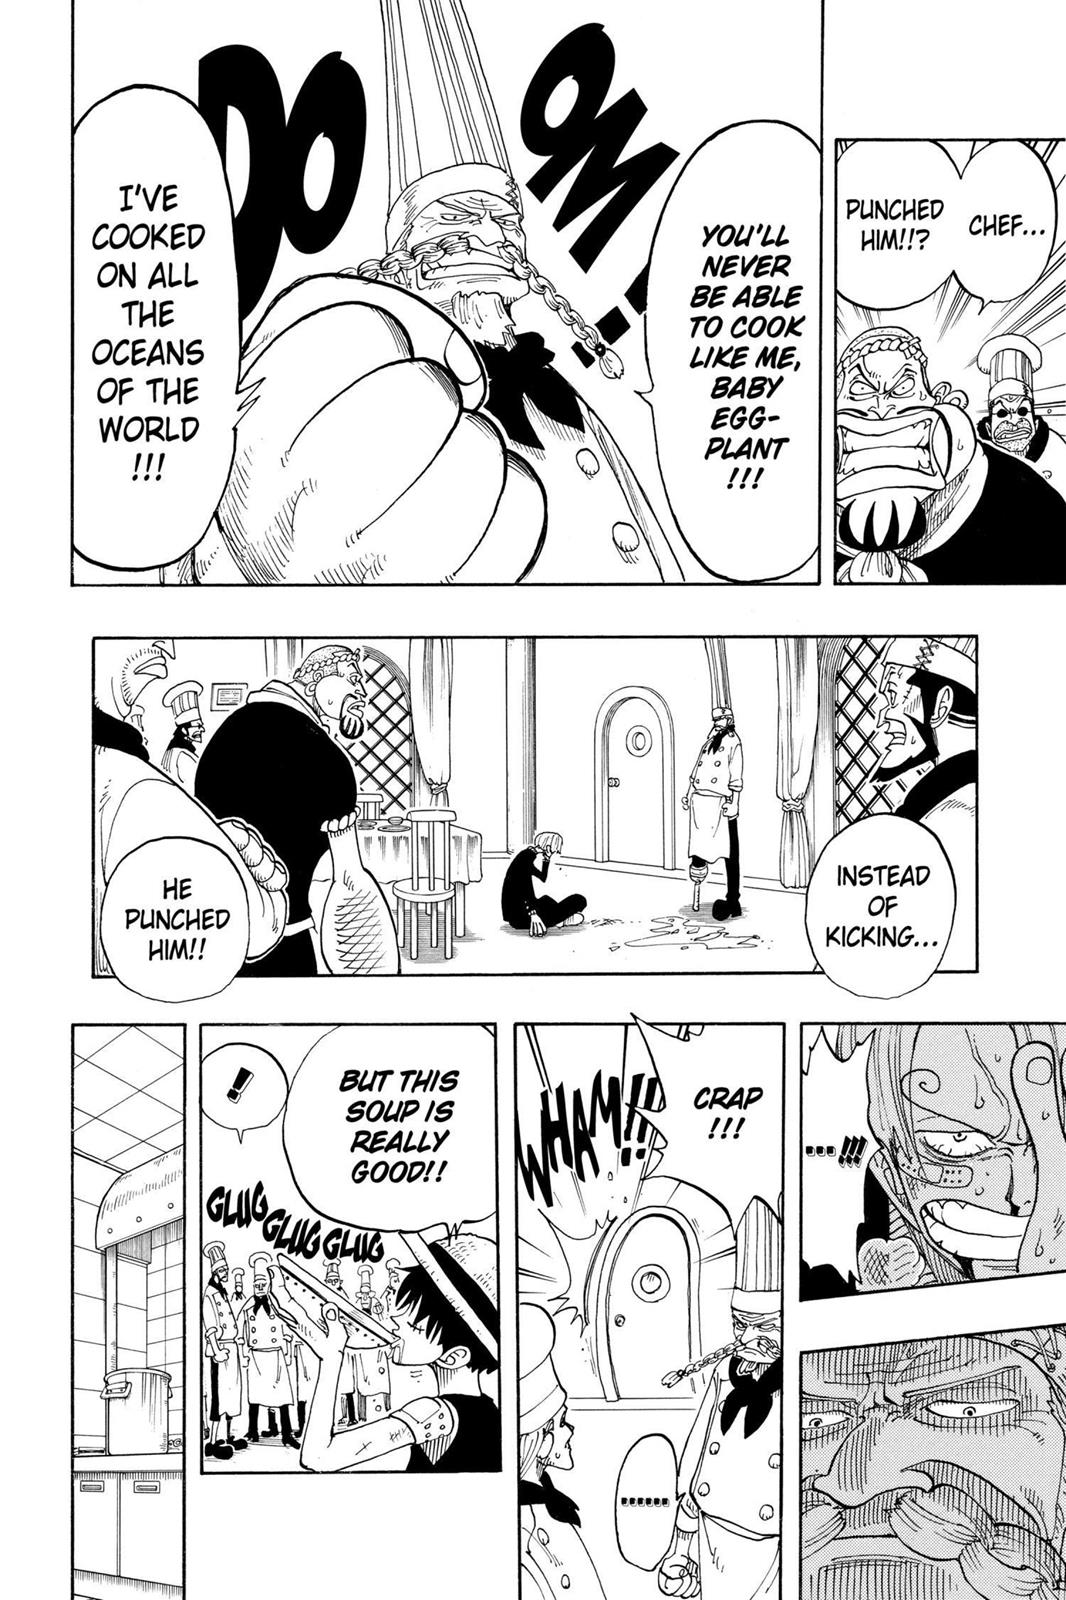 CHEF...
PUNCHED
HIM!!?
DOOM!!
YOU'LL
NEVER
BE ABLE
TO COOK
LIKE ME,
BABY
EGG-
PLANT
!!!
I'VE
COOKED
ON ALL
THE
OCEANS
OF THE
WORLD
!!!
INSTEAD
OF
KICKING...
HE
PUNCHED
HIM!!
...!!!
CRAP
!!!
WHAM!!
.......
BUT THIS
SOUP IS
REALLY
GOOD!!
!
GLUG
GLUG GLUG